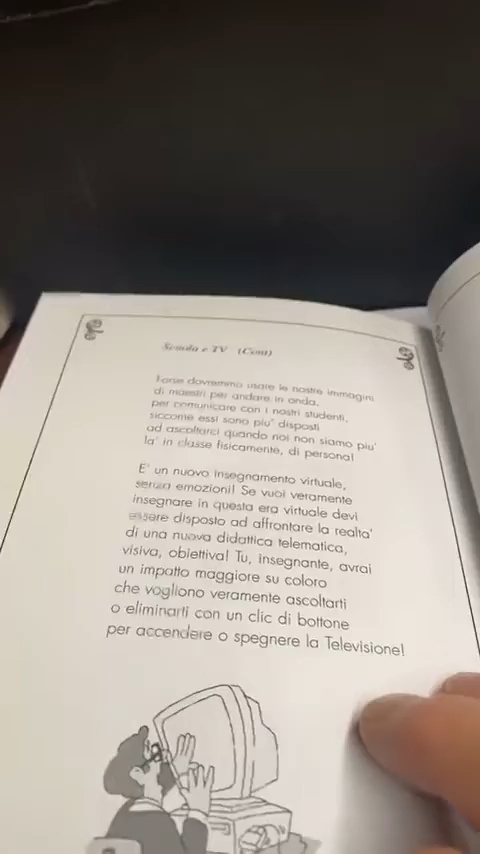 Scuola e TV (Cont)
Forse dovremmo usare le nostre immagini
di maestri per andare in onda,
per comunicare con i nostri studenti,
siccome essi sono piu' disposti
ad ascoltarci quando noi non siamo piu'
la' in classe fisicamente, di persona!
E' un nuovo insegnamento virtuale,
senza emozioni! Se vuoi veramente
insegnare in questa era virtuale devi
essere disposto ad affrontare la realta'
di una nuova didattica telematica,
visiva, obiettiva! Tu, insegnante, avrai
un impatto maggiore su coloro
che vogliono veramente ascoltarti
o eliminarti con un clic di bottone
per accendere o spegnere la Televisione!